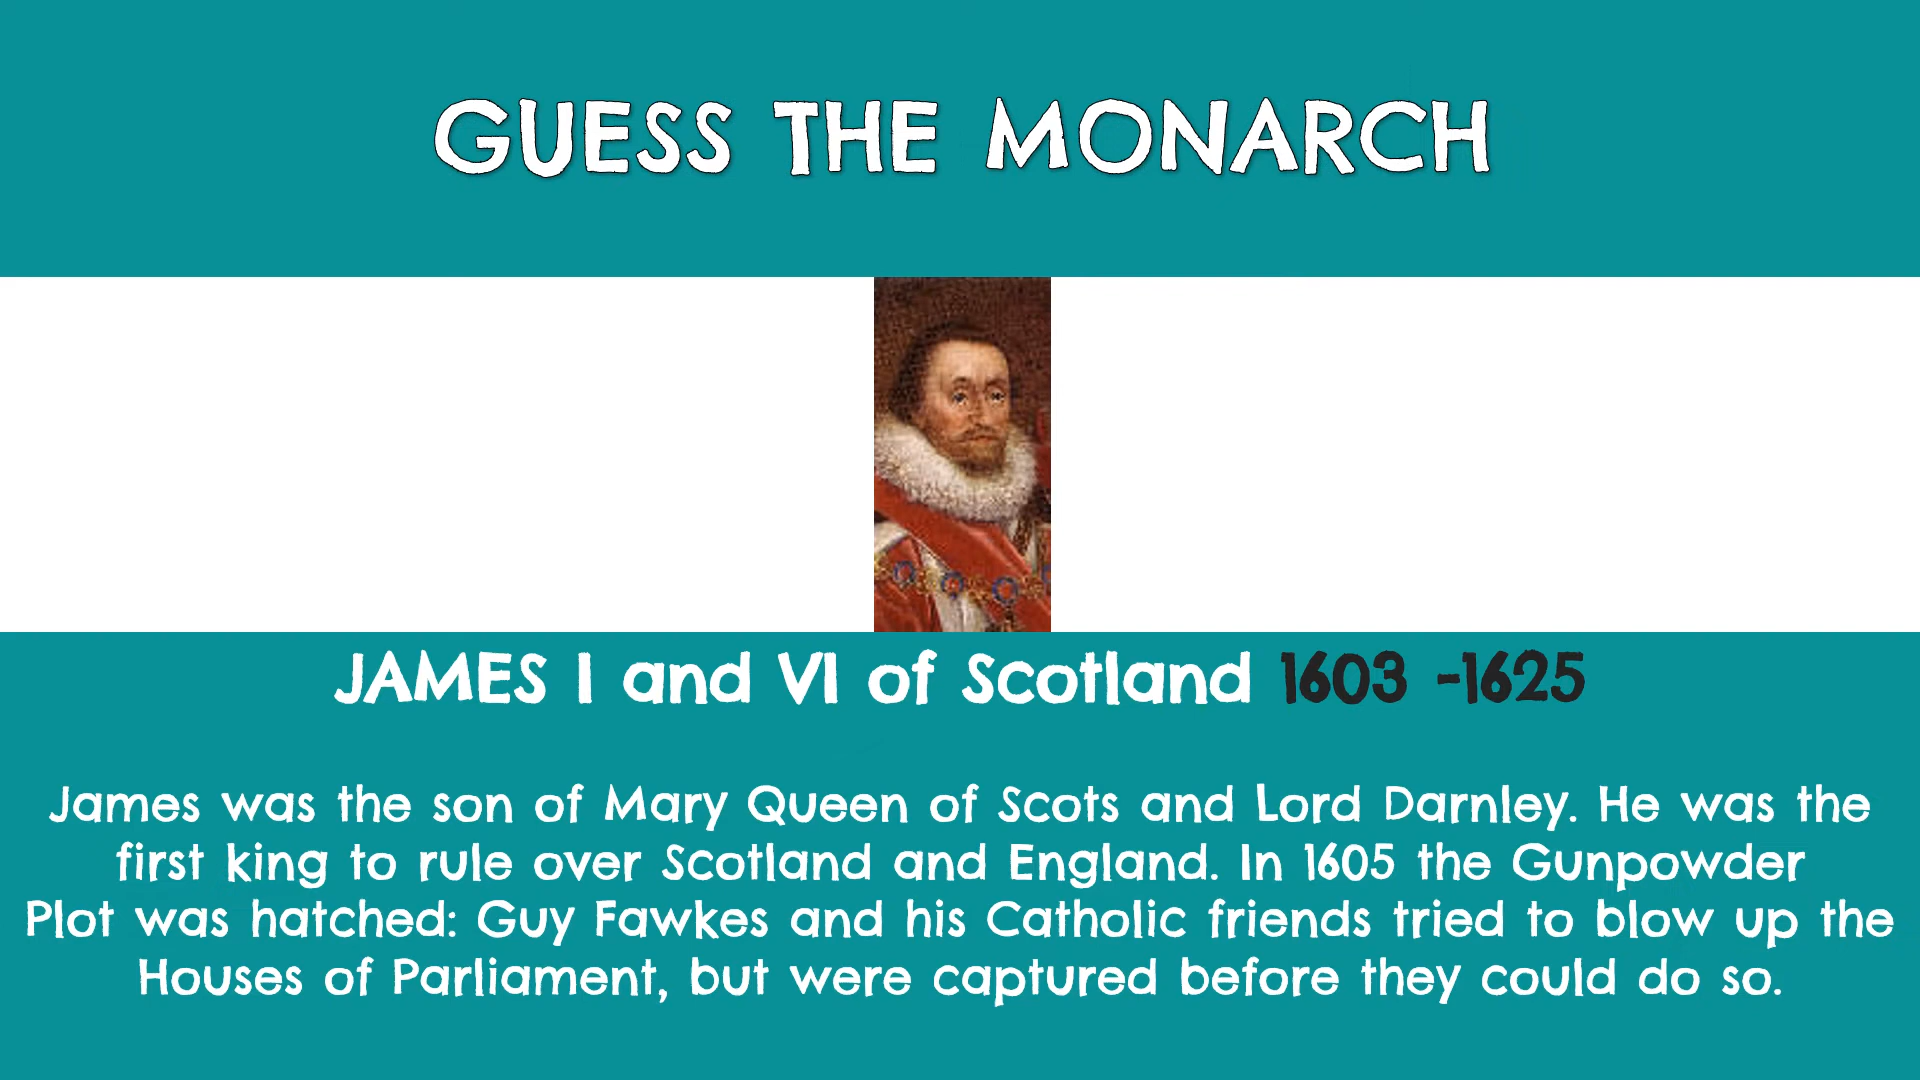 GUESS THE MONARCH
JAMES I and VI of Scotland 1603 -1625
James was the son of Mary Queen of Scots and Lord Darnley. He was the
first king to rule over Scotland and England. In 1605 the Gunpowder
Plot was hatched: Guy Fawkes and his Catholic friends tried to blow up the
Houses of Parliament, but were captured before they could do so.